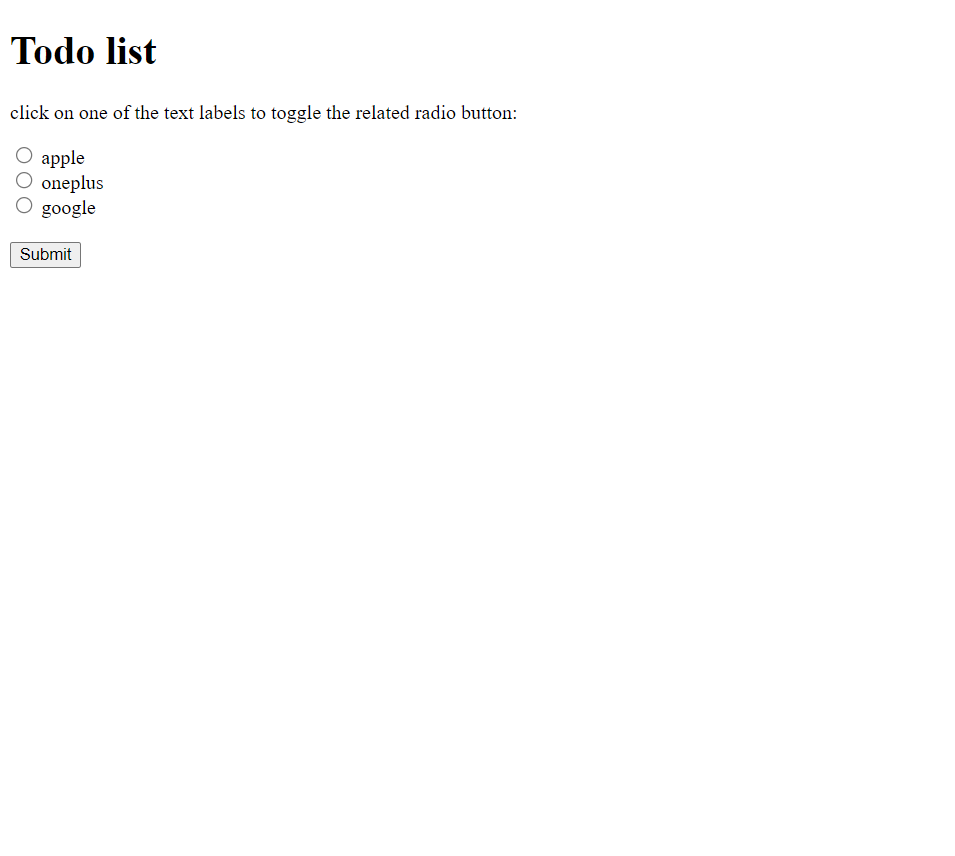 Todo list
click on one of the text labels to toggle the related radio button:
apple
oneplus
google
Submit